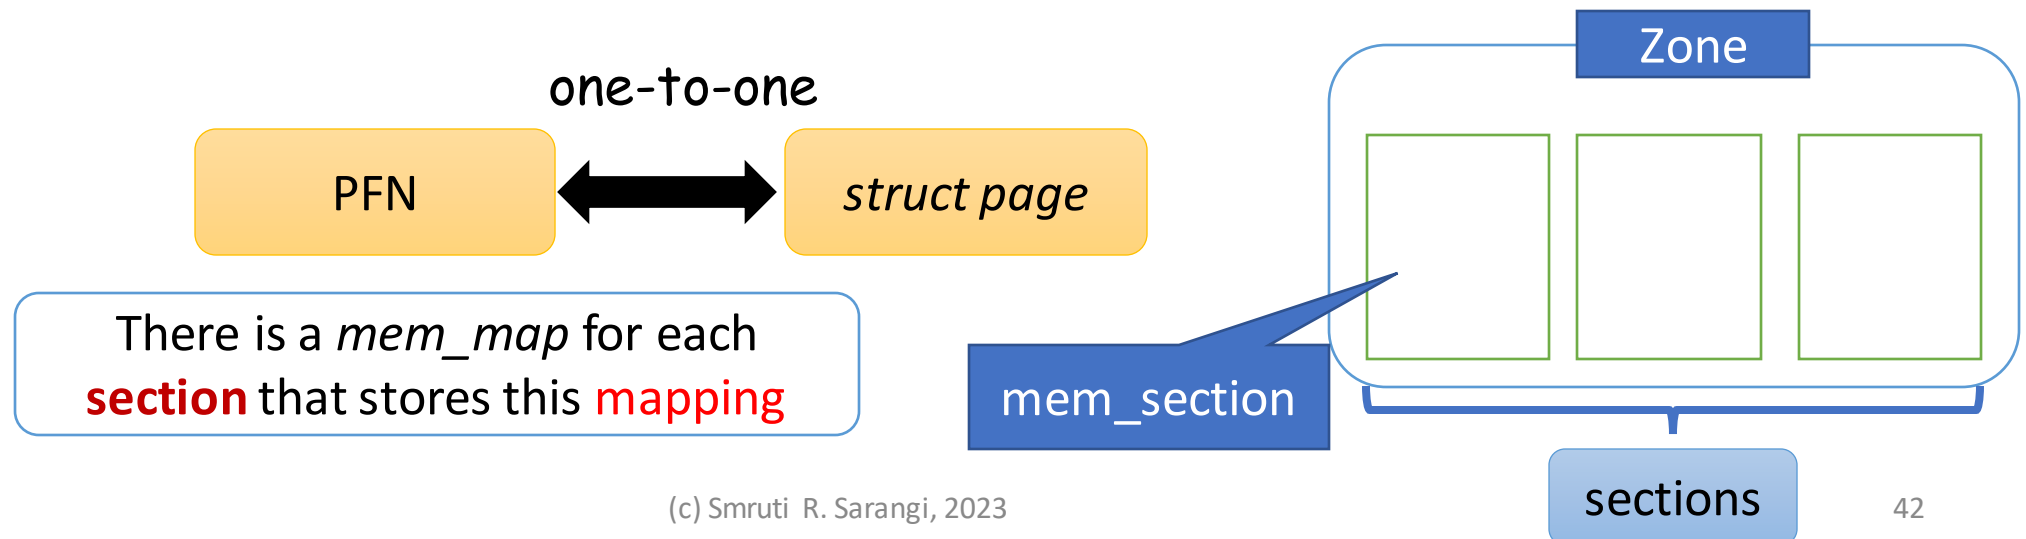 one-to-one
PFN
struct page
There is a mem_map for each
section that stores this mapping
Zone
mem_section
sections
(c) Smruti R. Sarangi, 2023
42